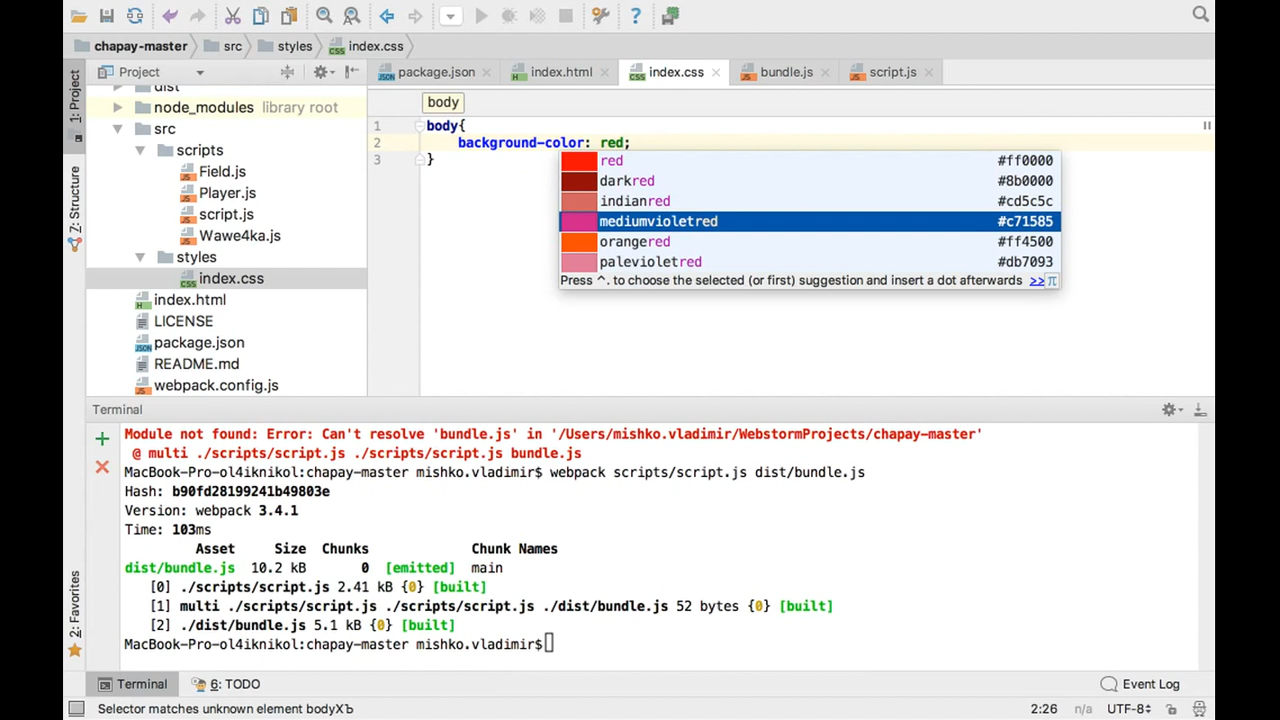 chapay-master src styles index.css
1: Project
Project
package.json index.html index.css bundle.js script.js
dist
node_modules library root
src
scripts
Field.js
Player.js
script.js
Wawe4ka.js
styles
index.css
index.html
LICENSE
package.json
README.md
webpack.config.js
7: Structure
2: Favorites
body
1 body{
2 background-color: red;
3 }
red #ff0000
darkred #8b0000
indianred #cd5c5c
mediumvioletred #c71585
orangered #ff4500
palevioletred #db7093
Press ^. to choose the selected (or first) suggestion and insert a dot afterwards >> π
Terminal
Module not found: Error: Can't resolve 'bundle.js' in '/Users/mishko.vladimir/WebstormProjects/chapay-master'
@ multi ./scripts/script.js ./scripts/script.js bundle.js
MacBook-Pro-ol4iknikol:chapay-master mishko.vladimir$ webpack scripts/script.js dist/bundle.js
Hash: b90fd28199241b49803e
Version: webpack 3.4.1
Time: 103ms
Asset Size Chunks Chunk Names
dist/bundle.js 10.2 kB 0 [emitted] main
[0] ./scripts/script.js 2.41 kB {0} [built]
[1] multi ./scripts/script.js ./scripts/script.js ./dist/bundle.js 52 bytes {0} [built]
[2] ./dist/bundle.js 5.1 kB {0} [built]
MacBook-Pro-ol4iknikol:chapay-master mishko.vladimir$
Terminal 6: TODO Event Log
Selector matches unknown element bodyХЪ 2:26 n/a UTF-8